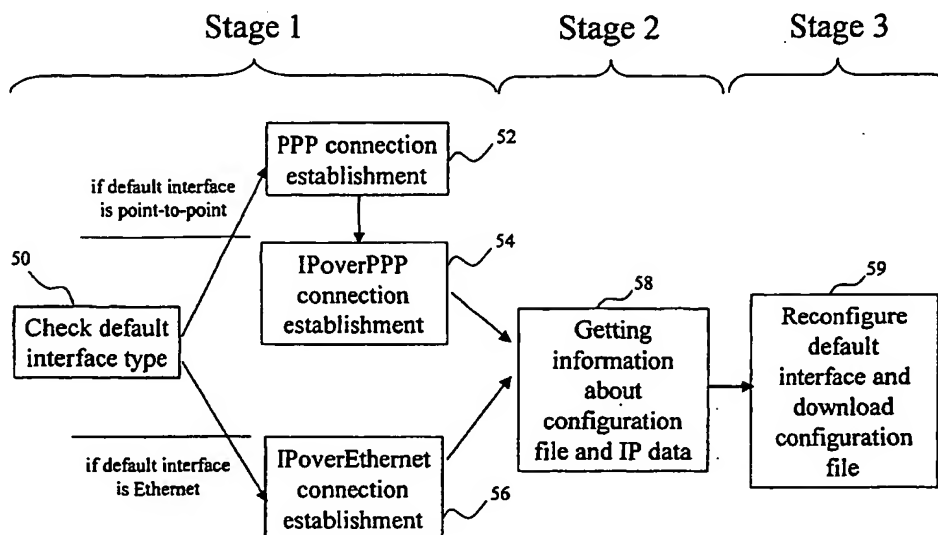 Stage 1
Stage 2
Stage 3
PPP connection
establishment
52
if default interface
is point-to-point
IPoverPPP
connection
establishment
54
50
Check default
interface type
58
Getting
information
about
configuration
file and IP data
59
Reconfigure
default
interface and
download
configuration
file
if default interface
is Ethernet
IPoverEthernet
connection
establishment
56